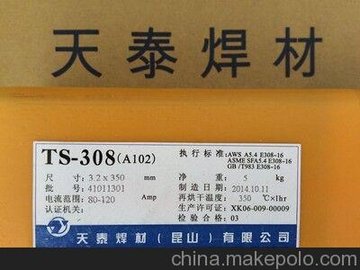 天泰焊材
TS-308(A102)
执行标准: AWS A5.4 E308-16
ASME SFA5.4 E308-16
GB/T983 E308-16
尺寸: 3.2×350 mm
净重: 5 kg
批号: 41011301
制造日期: 2014.10.11
电流范围: 80-120 Amp
再烘干温度: 350 ℃×1hr
认证机关:
生产许可证: XK06-009-00009
检验合格: 03
天泰焊材(昆山)有限公司
china.makepolo.com